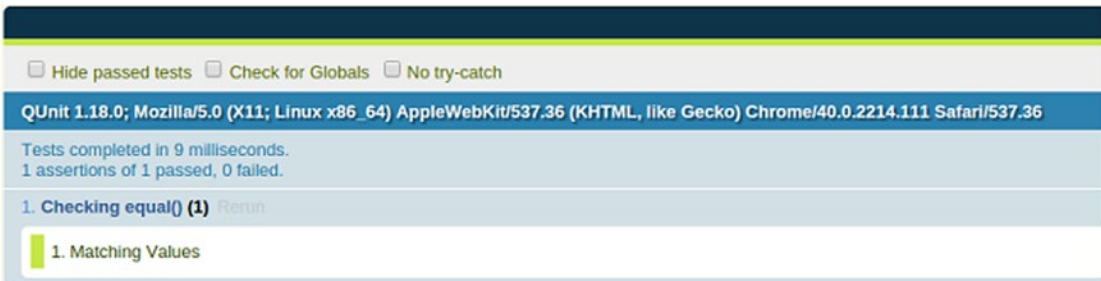 Hide passed tests Check for Globals No try-catch
QUnit 1.18.0; Mozilla/5.0 (X11; Linux x86_64) AppleWebKit/537.36 (KHTML, like Gecko) Chrome/40.0.2214.111 Safari/537.36
Tests completed in 9 milliseconds.
1 assertions of 1 passed, 0 failed.
1. Checking equal() (1) Rerun
1. Matching Values